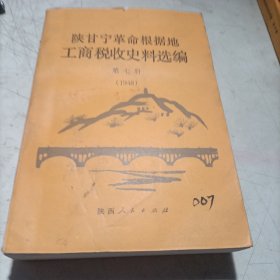 陕甘宁革命根据地
工商税收史料选编
第七册
(1948)
007
陕西人民出版社